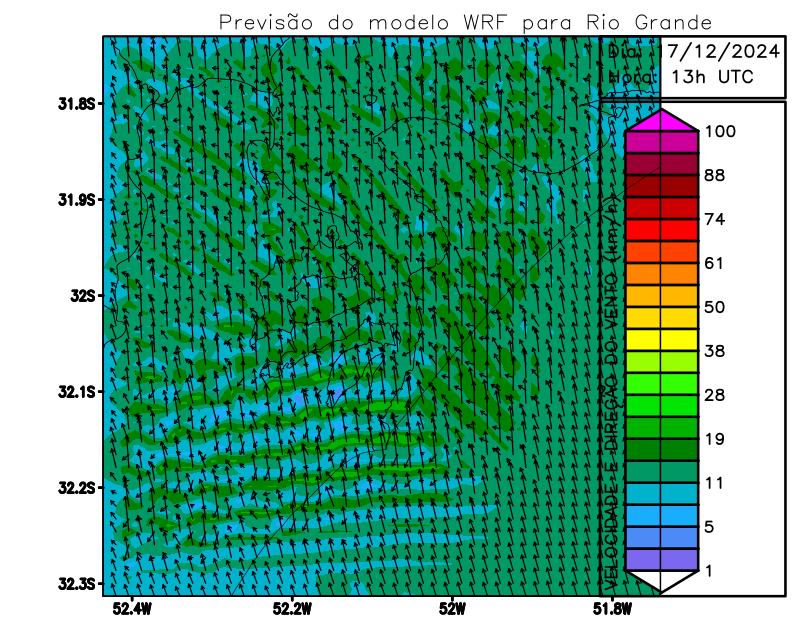 Previsão do modelo WRF para Rio Grande
Dia: 17/12/2024
Hora: 13h UTC
31.8S
31.9S
32S
32.1S
32.2S
32.3S
52.4W
52.2W
52W
51.8W
VELOCIDADE E DIREÇÃO DO VENTO (km/h)
100
88
74
61
50
38
28
19
11
5
1